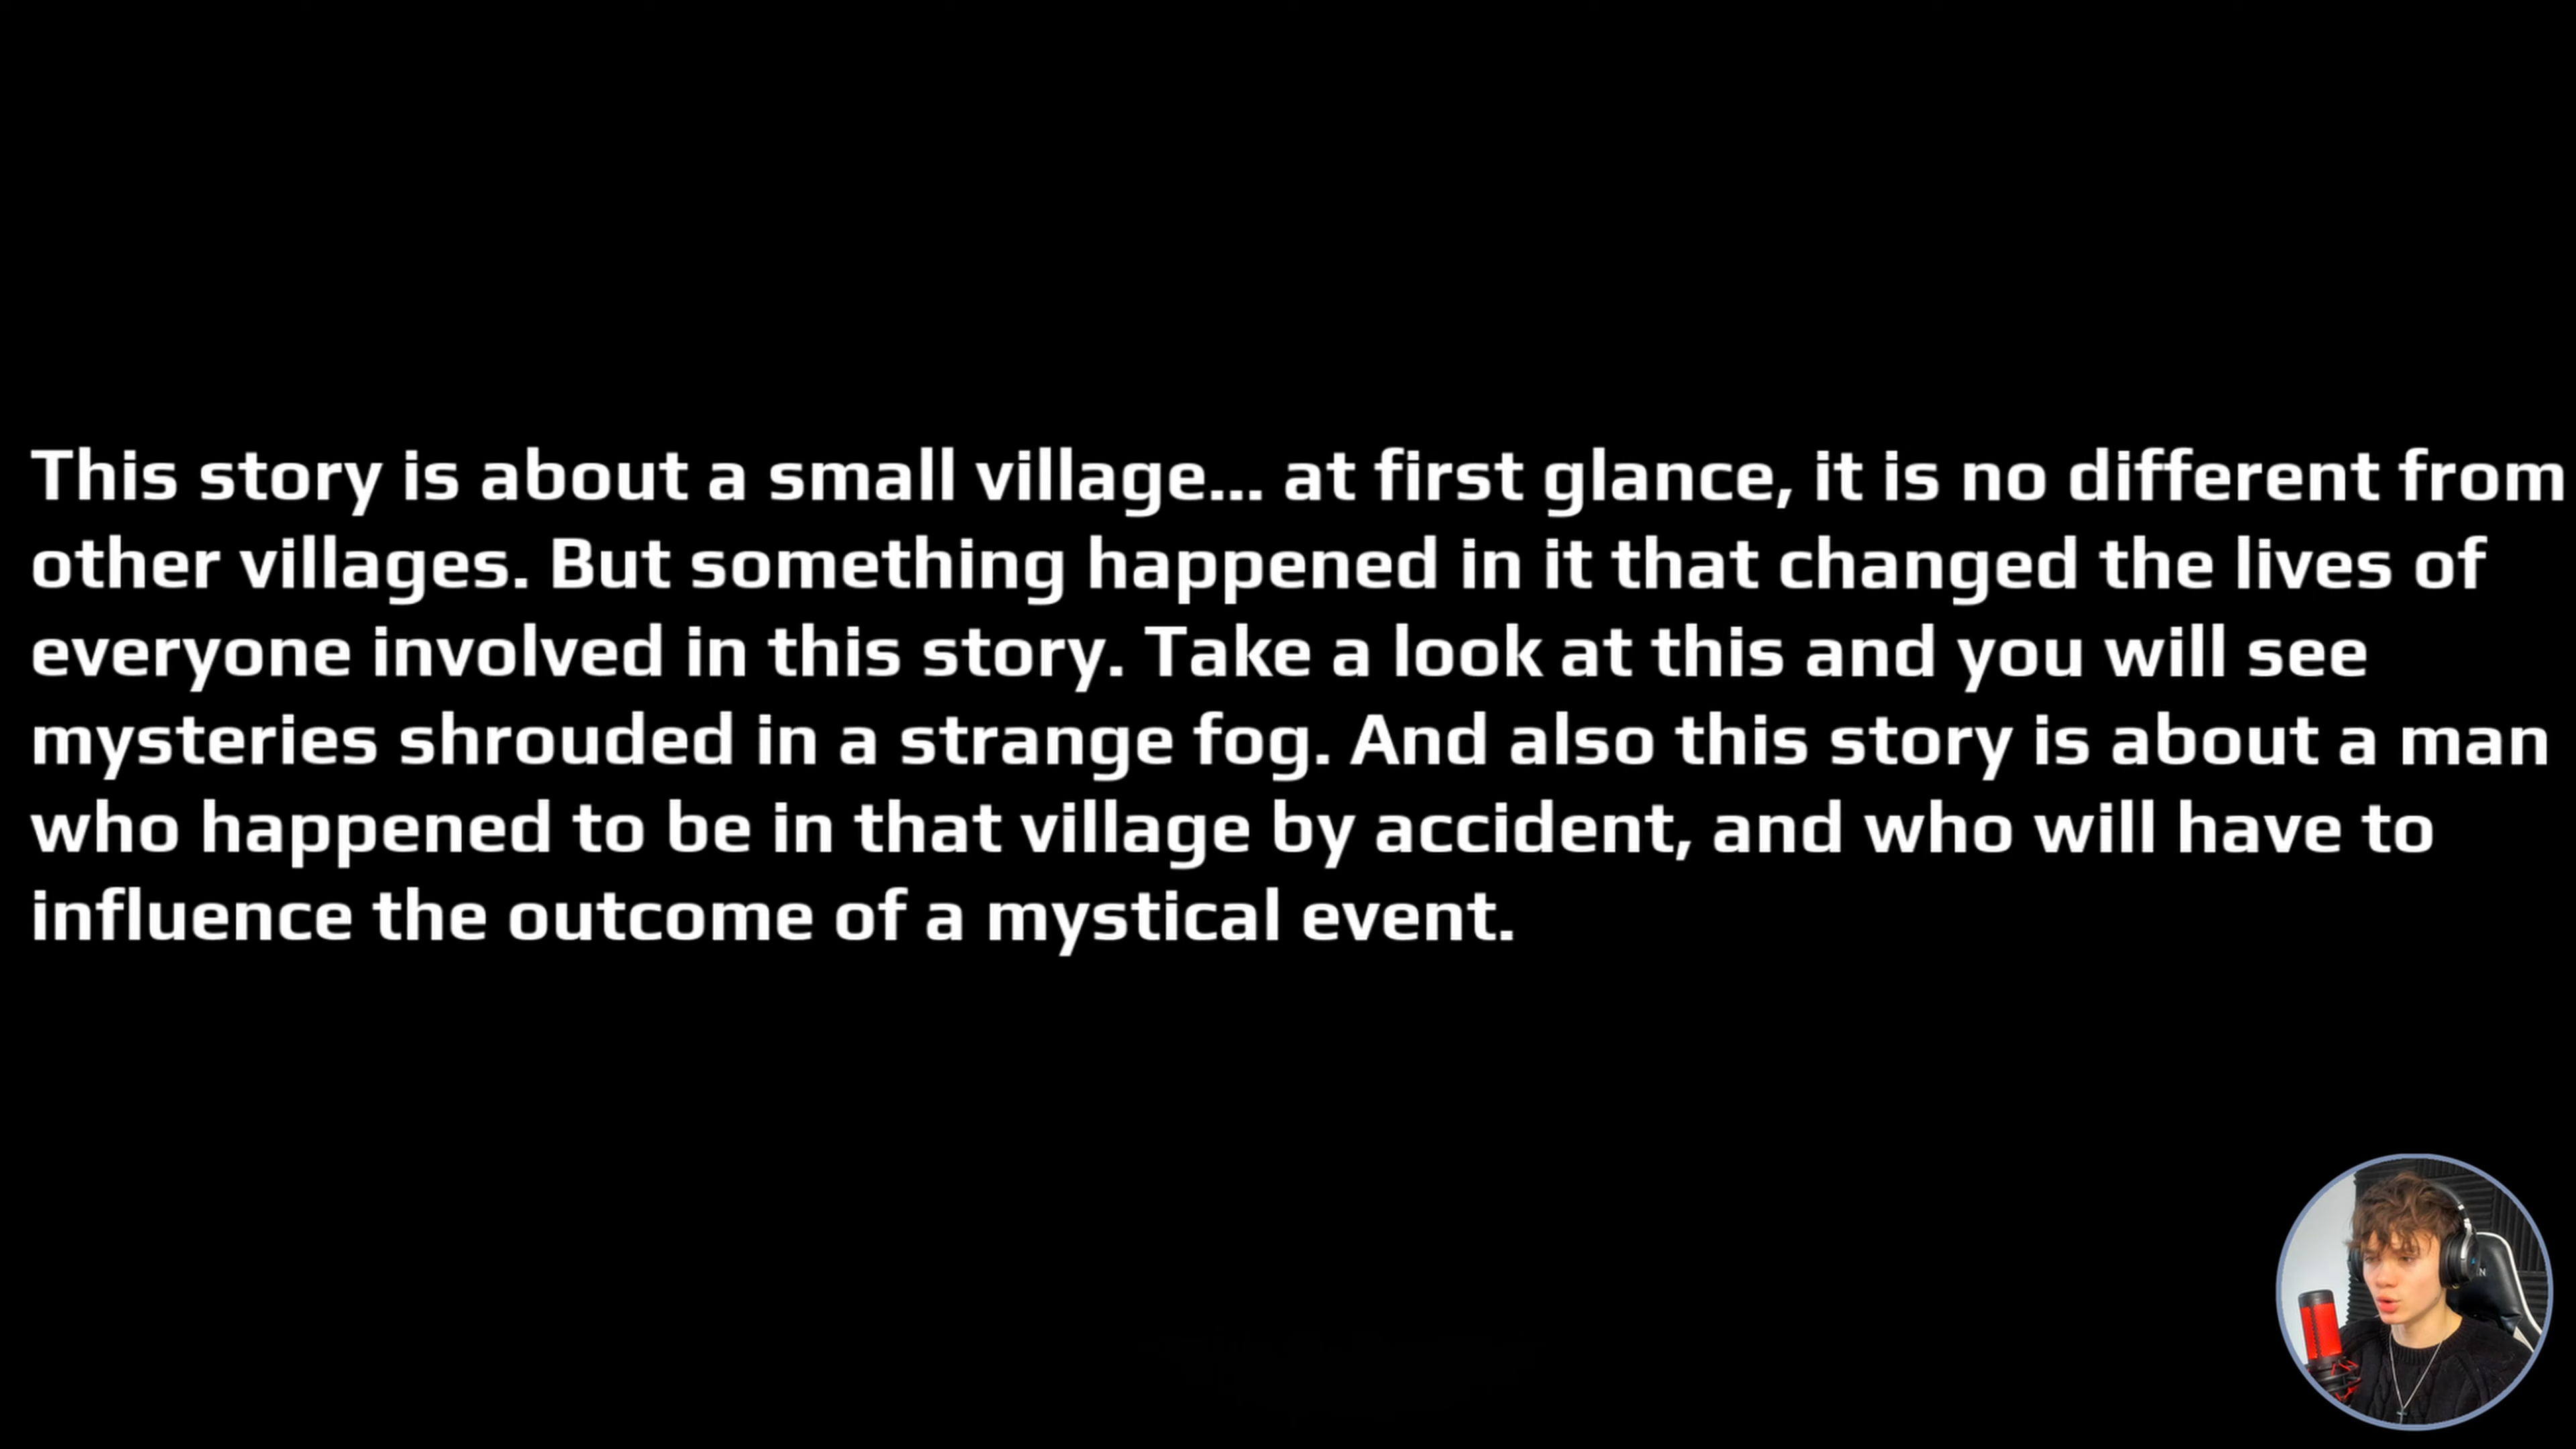 This story is about a small village... at first glance, it is no different from
other villages. But something happened in it that changed the lives of
everyone involved in this story. Take a look at this and you will see
mysteries shrouded in a strange fog. And also this story is about a man
who happened to be in that village by accident, and who will have to
influence the outcome of a mystical event.